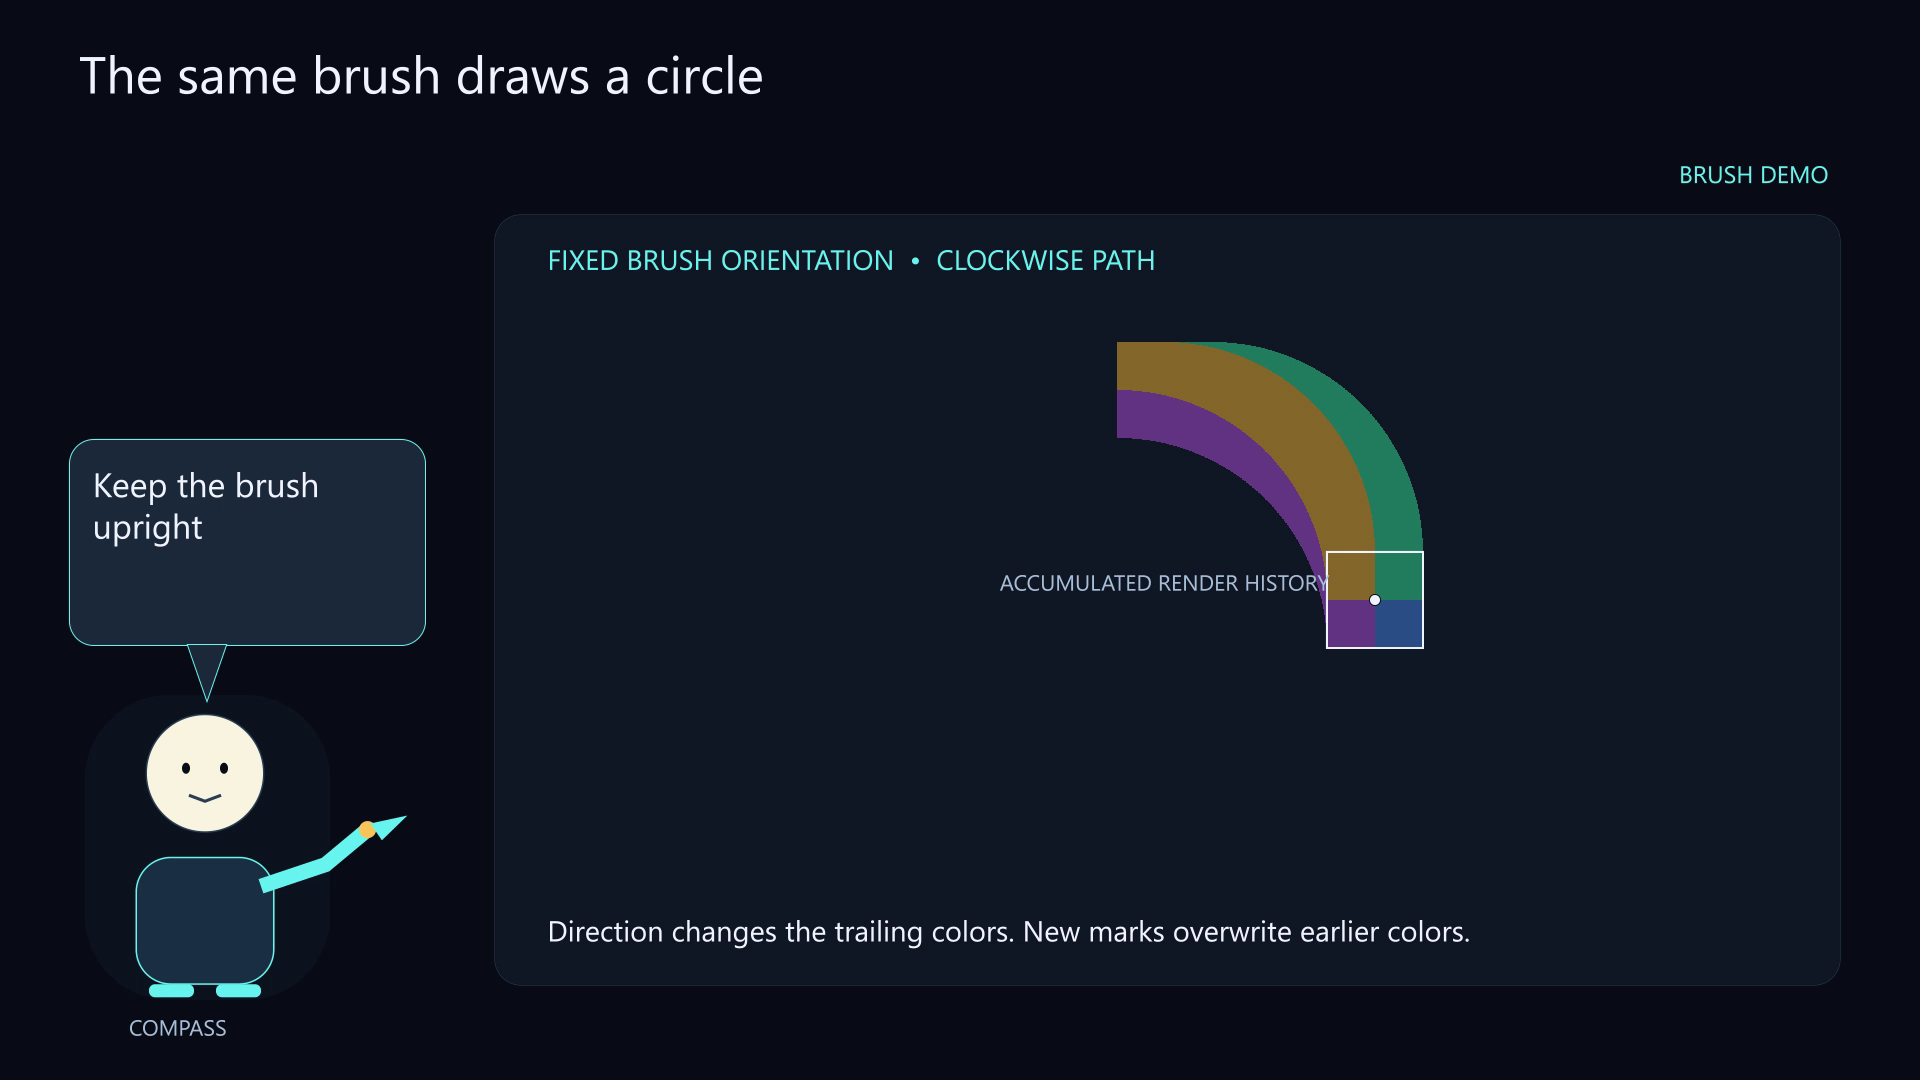 The same brush draws a circle
BRUSH DEMO
FIXED BRUSH ORIENTATION • CLOCKWISE PATH
Keep the brush
upright
ACCUMULATED RENDER HISTORY
Direction changes the trailing colors. New marks overwrite earlier colors.
COMPASS